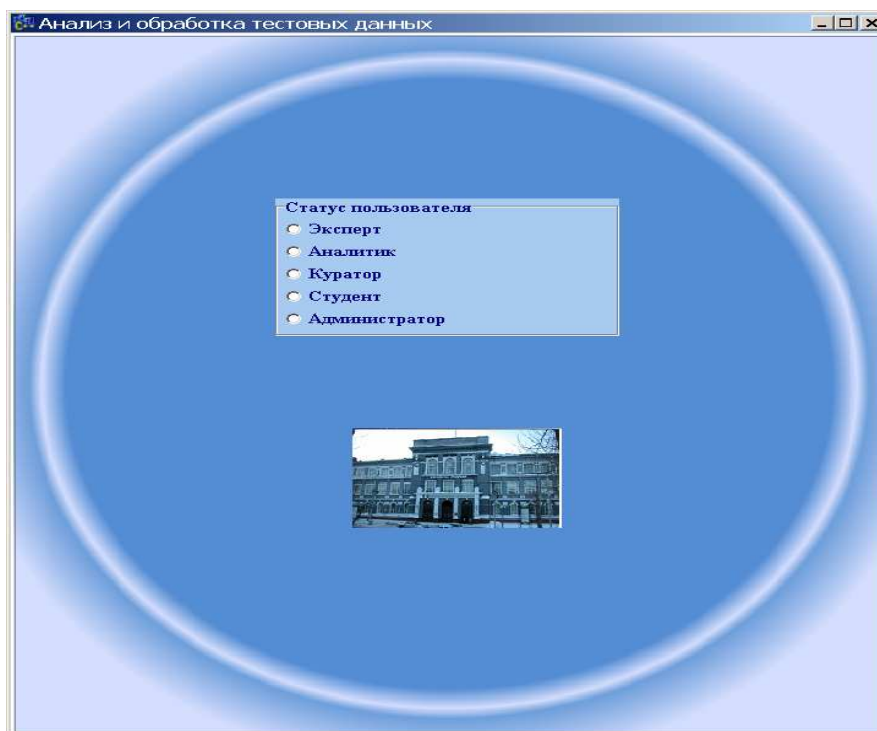 Анализ и обработка тестовых данных
Статус пользователя
Эксперт
Аналитик
Куратор
Студент
Администратор